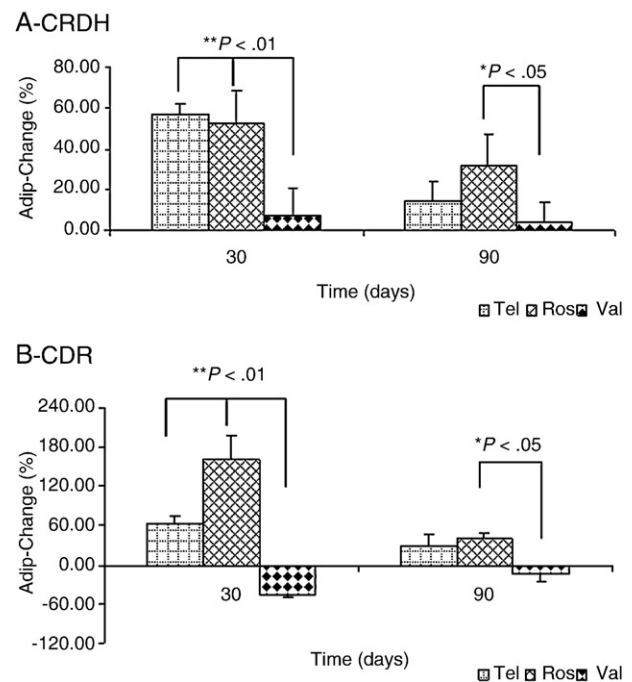 A-CRDH
**P < .01
*P < .05
Adip-Change (%)
80.00
60.00
40.00
20.00
0.00
30
90
Time (days)
Tel Ros Val
B-CDR
**P < .01
*P < .05
Adip-Change (%)
240.00
180.00
120.00
60.00
0.00
-60.00
-120.00
30
90
Time (days)
Tel Ros Val